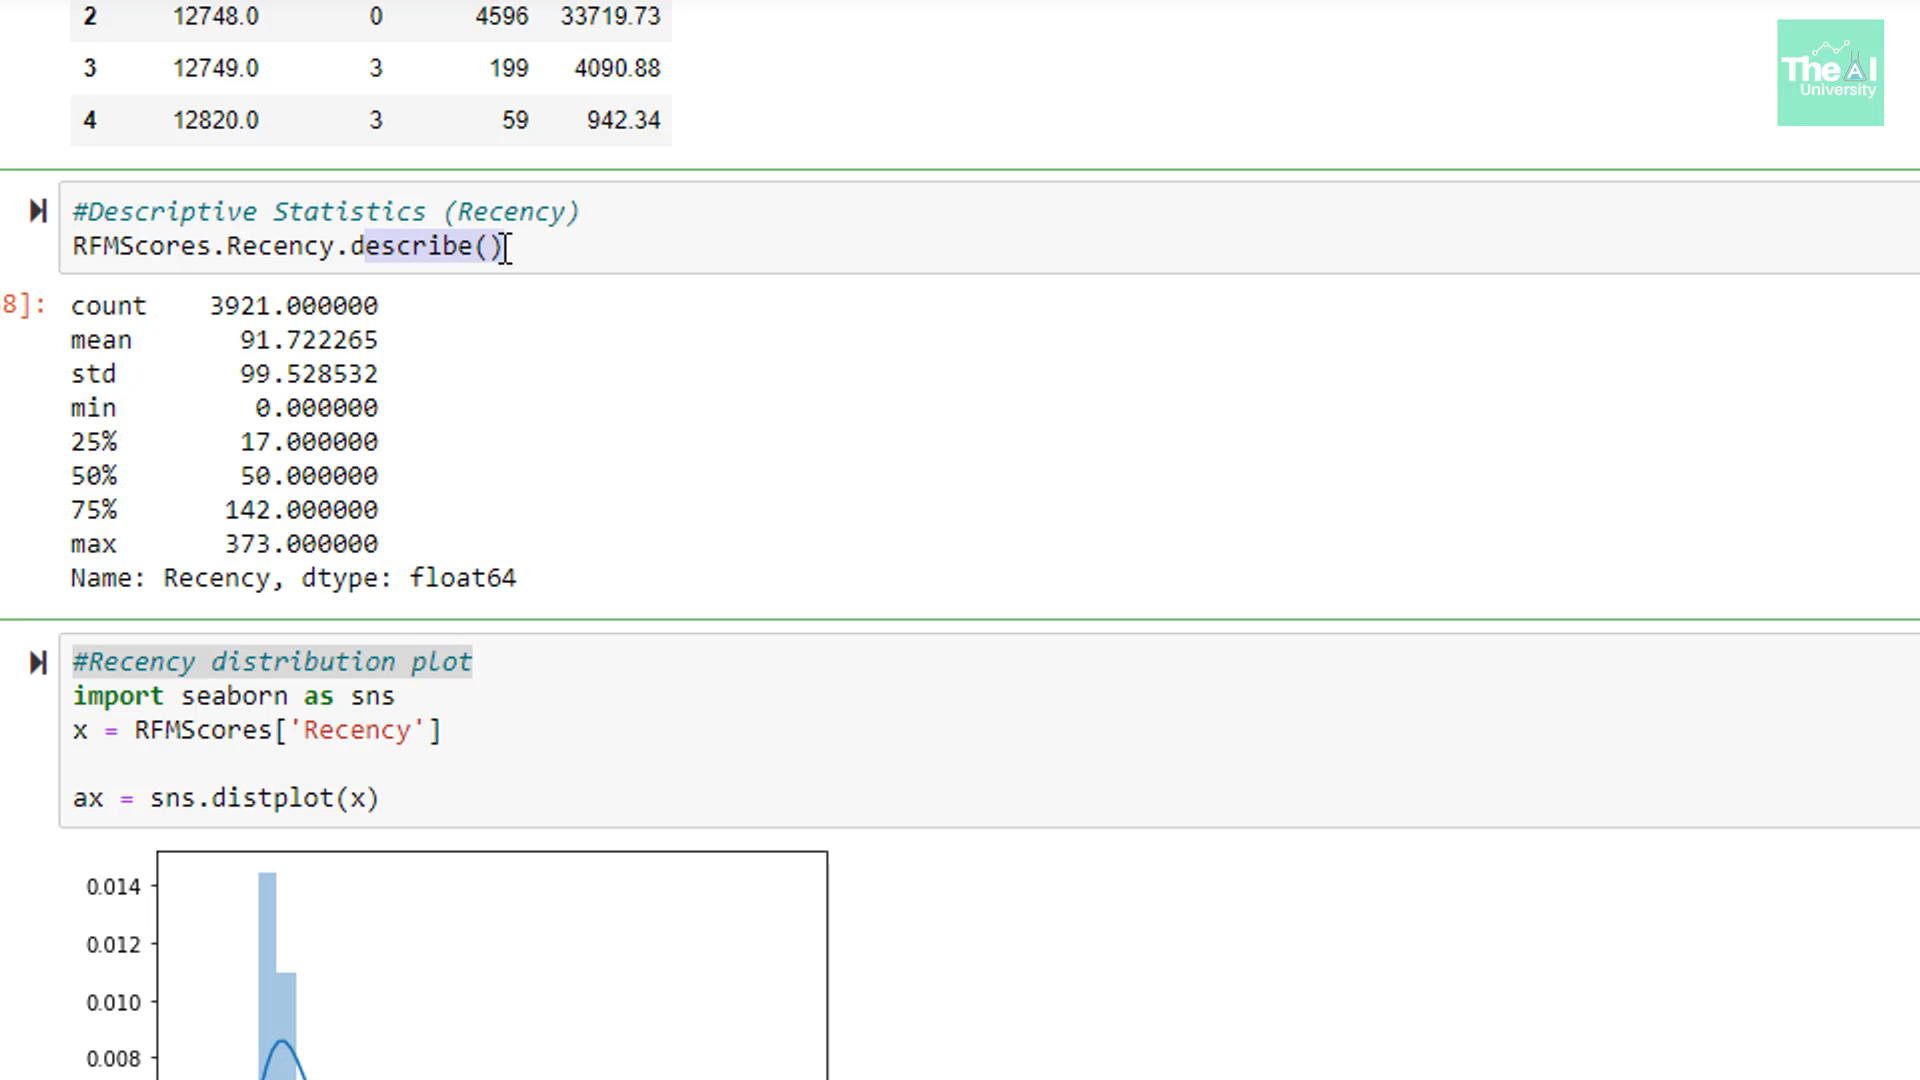 2 12748.0 0 4596 33719.73
3 12749.0 3 199 4090.88
4 12820.0 3 59 942.34
The AI
University
#Descriptive Statistics (Recency)
RFMScores.Recency.describe()
8]:
count 3921.000000
mean 91.722265
std 99.528532
min 0.000000
25% 17.000000
50% 50.000000
75% 142.000000
max 373.000000
Name: Recency, dtype: float64
#Recency distribution plot
import seaborn as sns
x = RFMScores['Recency']
ax = sns.distplot(x)
0.014
0.012
0.010
0.008